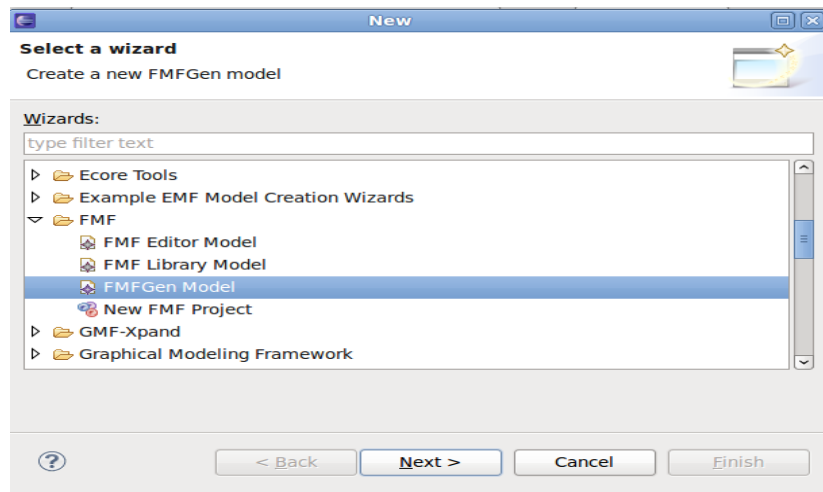 New
Select a wizard
Create a new FMFGen model
Wizards:
type filter text
Ecore Tools
Example EMF Model Creation Wizards
FMF
FMF Editor Model
FMF Library Model
FMFGen Model
New FMF Project
GMF-Xpand
Graphical Modeling Framework
? < Back Next > Cancel Finish